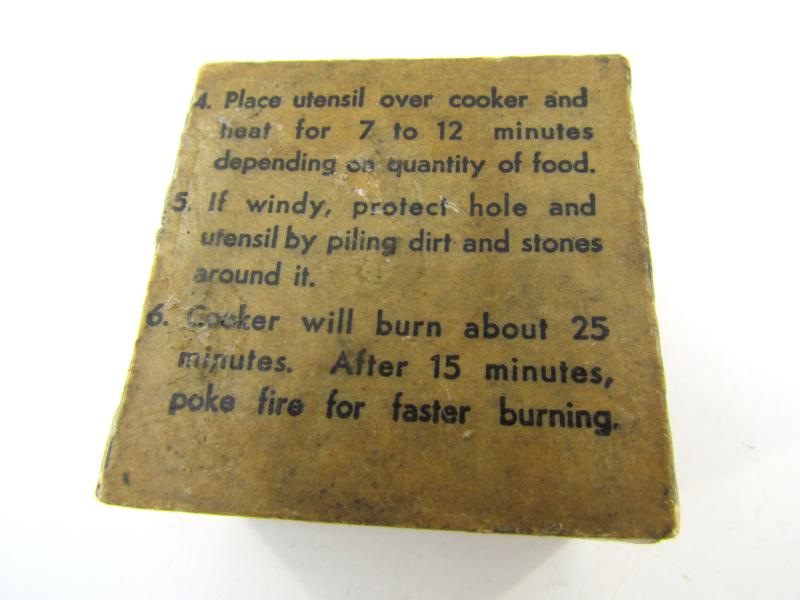 4. Place utensil over cooker and
heat for 7 to 12 minutes
depending on quantity of food.
5. If windy, protect hole and
utensil by piling dirt and stones
around it.
6. Cooker will burn about 25
minutes. After 15 minutes,
poke fire for faster burning.